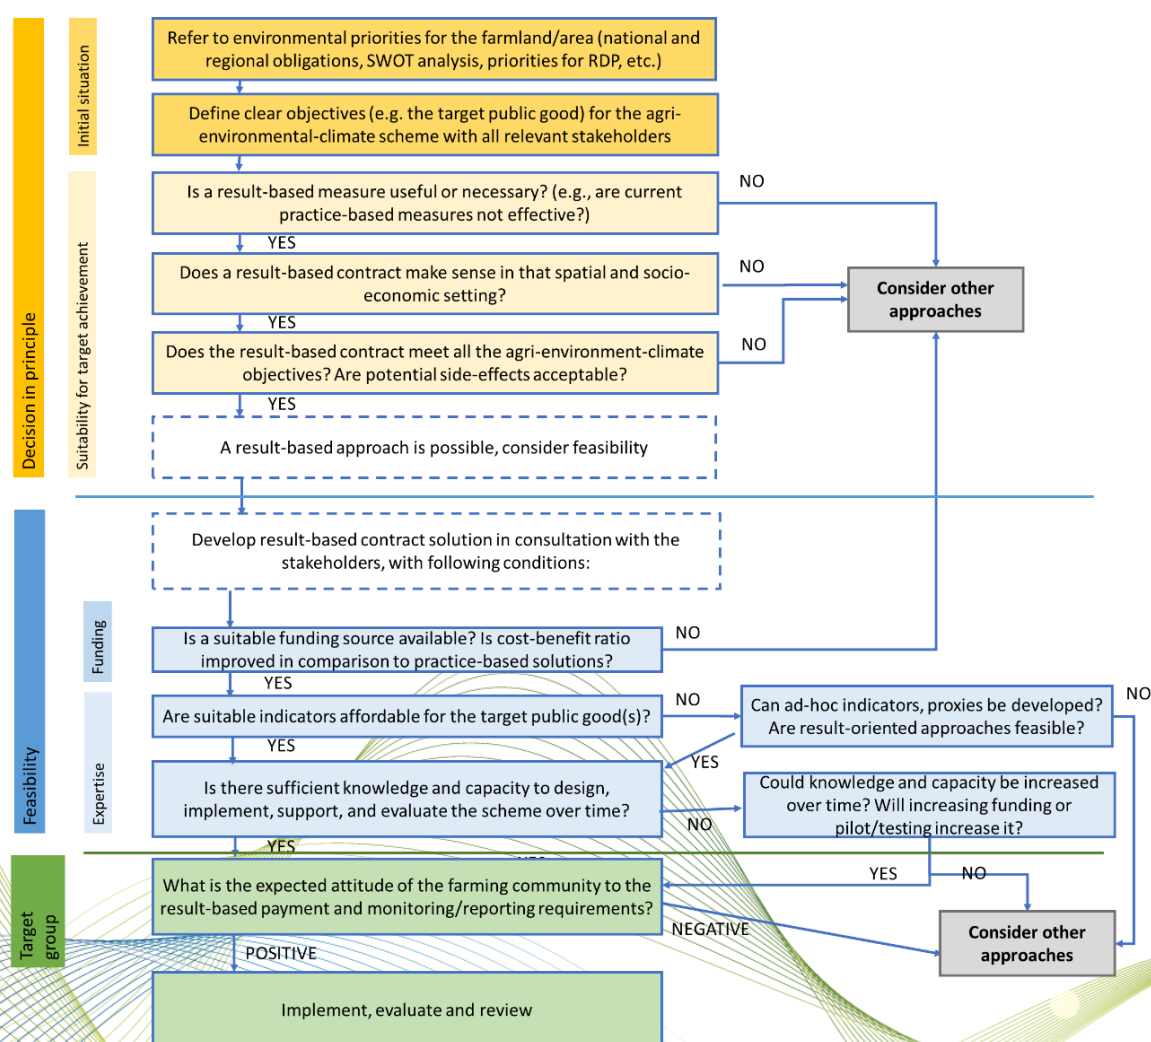 Decision in principle
Initial situation
Refer to environmental priorities for the farmland/area (national and
regional obligations, SWOT analysis, priorities for RDP, etc.)
Define clear objectives (e.g. the target public good) for the agri-
environmental-climate scheme with all relevant stakeholders
Suitability for target achievement
Is a result-based measure useful or necessary? (e.g., are current
practice-based measures not effective?)
NO
YES
Does a result-based contract make sense in that spatial and socio-
economic setting?
NO
Consider other
approaches
YES
Does the result-based contract meet all the agri-environment-climate
objectives? Are potential side-effects acceptable?
NO
YES
A result-based approach is possible, consider feasibility
Feasibility
Develop result-based contract solution in consultation with the
stakeholders, with following conditions:
Funding
Is a suitable funding source available? Is cost-benefit ratio
improved in comparison to practice-based solutions?
NO
YES
Expertise
Are suitable indicators affordable for the target public good(s)?
NO
Can ad-hoc indicators, proxies be developed?
Are result-oriented approaches feasible?
NO
YES
YES
Is there sufficient knowledge and capacity to design,
implement, support, and evaluate the scheme over time?
NO
Could knowledge and capacity be increased
over time? Will increasing funding or
pilot/testing increase it?
YES
YES
NO
Target
group
What is the expected attitude of the farming community to the
result-based payment and monitoring/reporting requirements?
NEGATIVE
Consider other
approaches
POSITIVE
Implement, evaluate and review